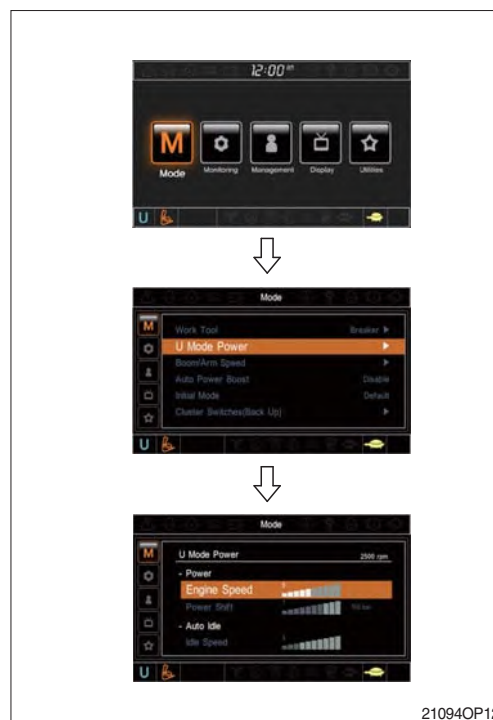 12:00 am
M
Mode Monitoring Management Display Utilities
U
Mode
M
Work Tool Breaker
U Mode Power
Boom/Arm Speed
Auto Power Boost Disable
Initial Mode Default
Cluster Switches(Back Up)
U
Mode
M
U Mode Power 2500 rpm
- Power
Engine Speed
Power Shift
- Auto Idle
Idle Speed
U
21094OP12